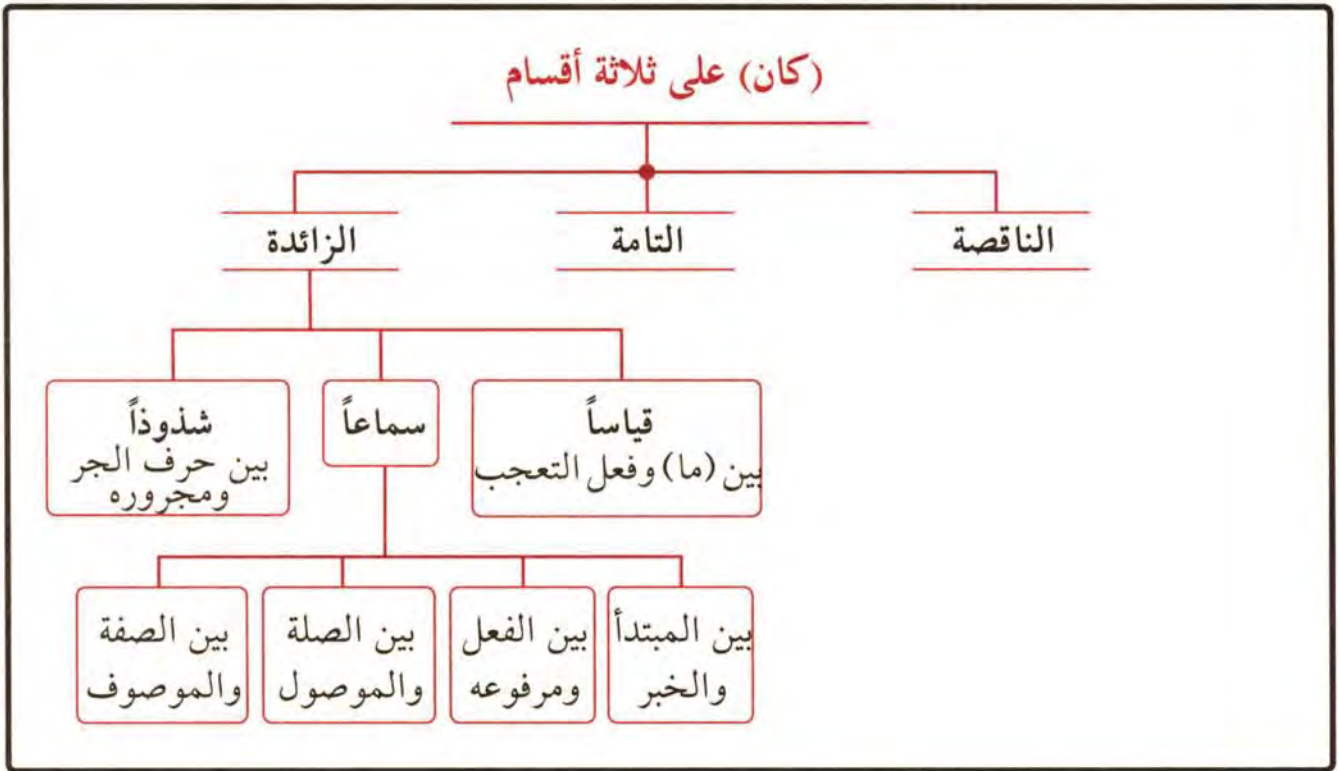 (كان) على ثلاثة أقسام
الناقصة
التامة
الزائدة
قياساً
بين (ما) وفعل التعجب
سماعاً
شذوذاً
بين حرف الجر
ومجروره
بين المبتدأ
والخبر
بين الفعل
ومرفوعه
بين الصلة
والموصول
بين الصفة
والموصوف